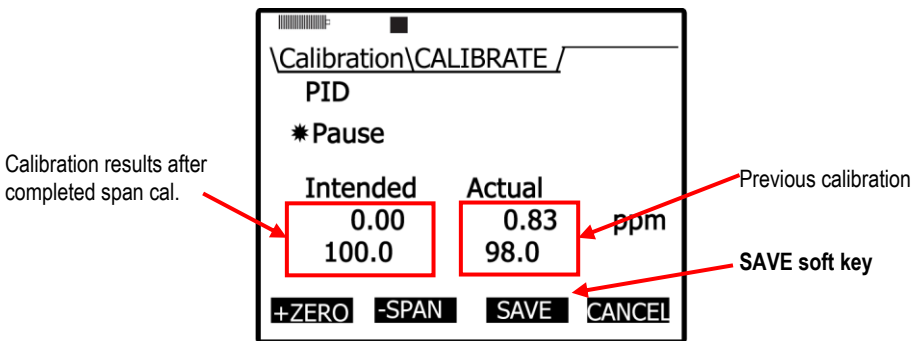 \Calibration\CALIBRATE /
PID
✷Pause
Calibration results after
completed span cal.
Intended Actual
0.00 0.83 ppm
100.0 98.0
Previous calibration
SAVE soft key
+ZERO -SPAN SAVE CANCEL